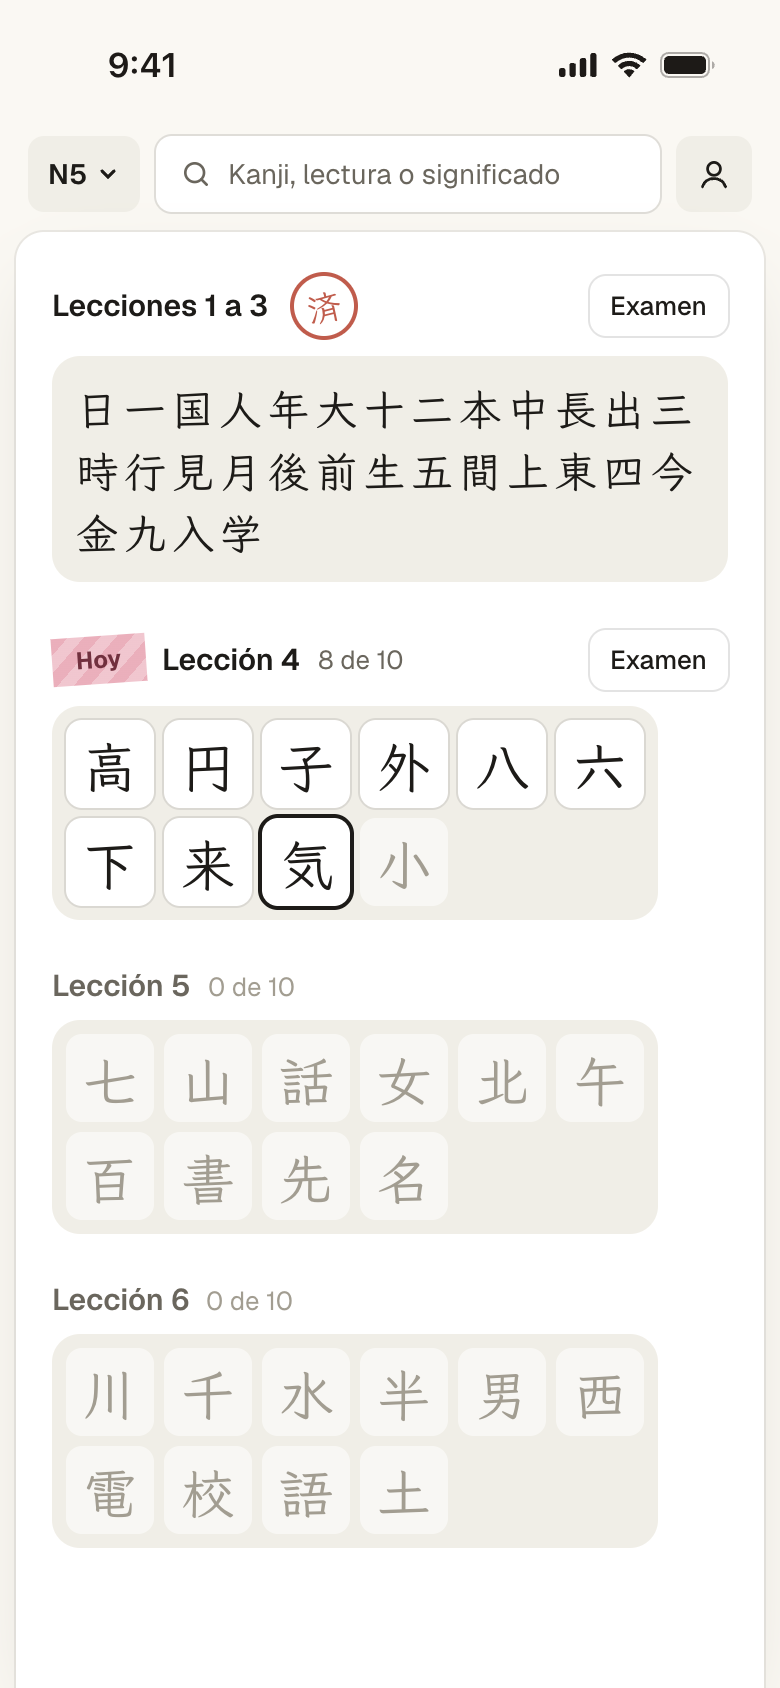 9:41
N5
Kanji, lectura o significado
Lecciones 1 a 3 済
Examen
日一国人年大十二本中長出三
時行見月後前生五間上東四今
金九入学
Hoy Lección 4 8 de 10
Examen
高円子外八六
下来気小
Lección 5 0 de 10
七山話女北午
百書先名
Lección 6 0 de 10
川千水半男西
電校語土